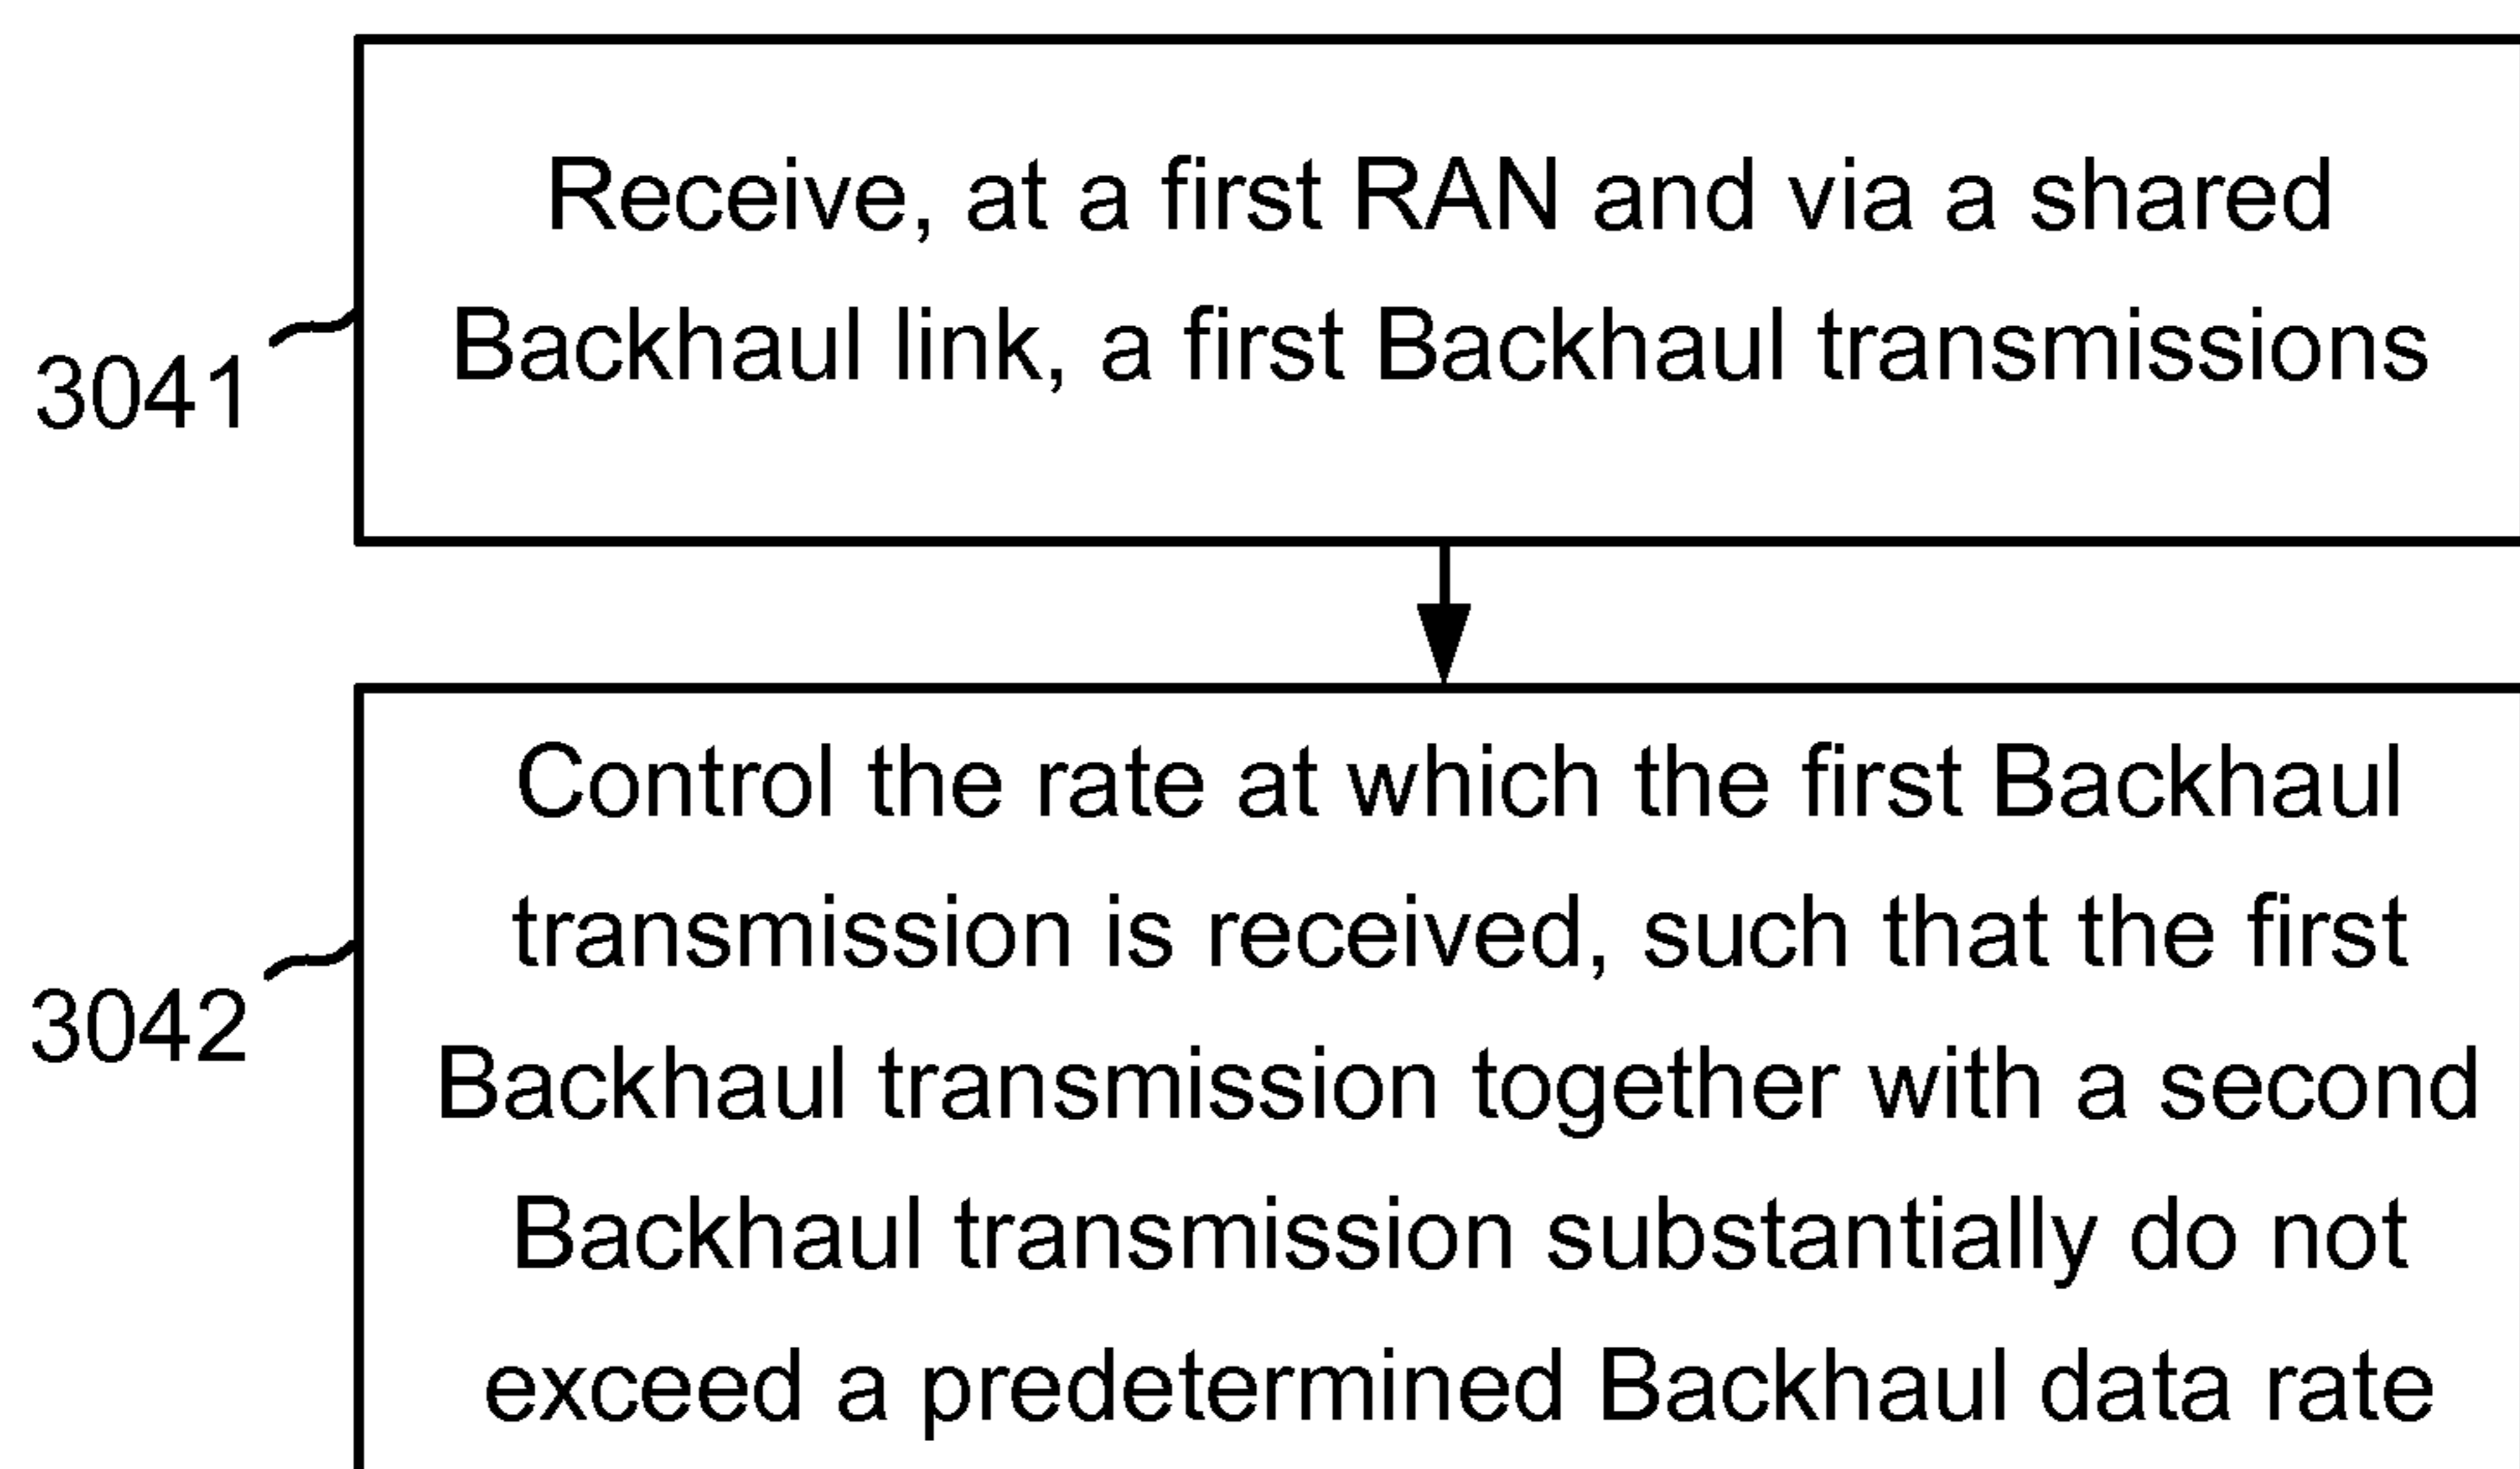 Receive, at a first RAN and via a shared
Backhaul link, a first Backhaul transmissions
3041
Control the rate at which the first Backhaul
transmission is received, such that the first
Backhaul transmission together with a second
Backhaul transmission substantially do not
exceed a predetermined Backhaul data rate
3042